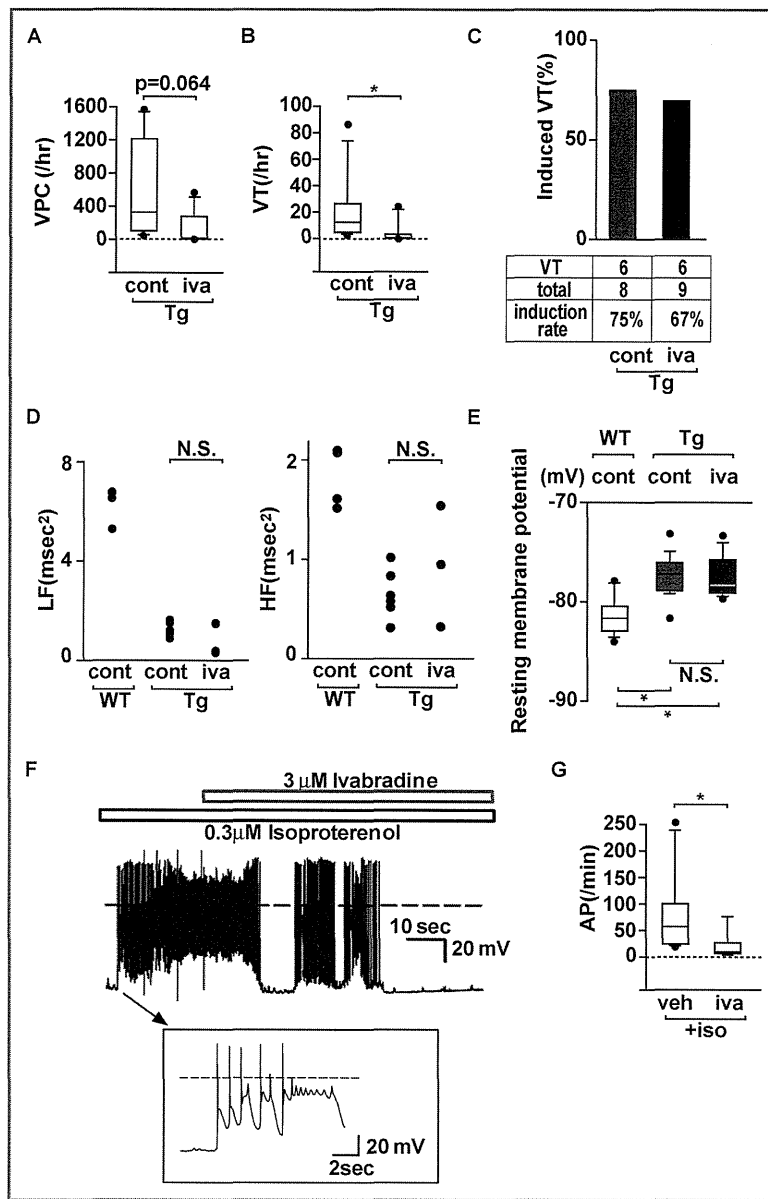 A
p=0.064
VPC (/hr)
1600
1200
800
400
0
cont iva
Tg
B
*
VT(/hr)
100
80
60
40
20
0
cont iva
Tg
C
Induced VT(%)
100
50
0
VT 6 6
total 8 9
induction rate 75% 67%
cont iva
Tg
D
N.S.
LF(msec²)
8
4
0
cont cont iva
WT Tg
N.S.
HF(msec²)
2
1
0
cont cont iva
WT Tg
E
WT Tg
(mV) cont cont iva
Resting membrane potential
-70
-80
-90
N.S.
*
*
F
3 μM Ivabradine
0.3μM Isoproterenol
10 sec
20 mV
20 mV
2sec
G
*
AP(/min)
250
200
150
100
50
0
veh iva
+iso